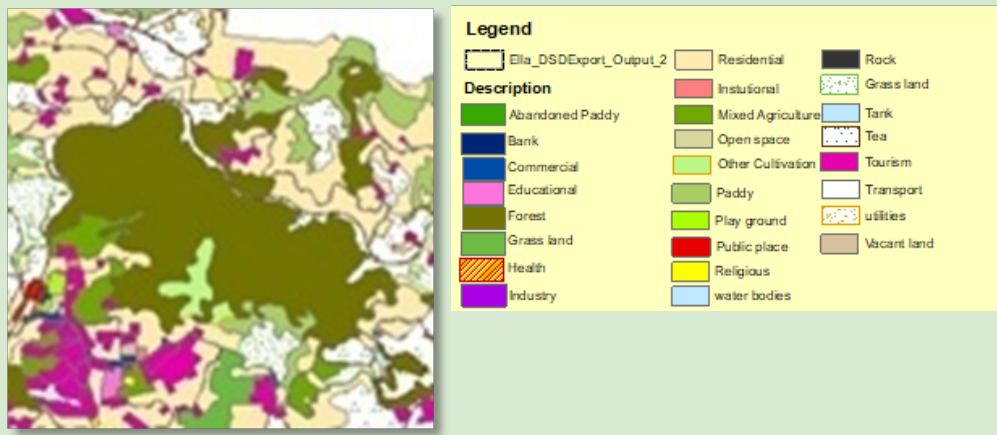 Legend
Ella_DSDExport_Output_2
Description
Abandoned Paddy
Bank
Commercial
Educational
Forest
Grass land
Health
Industry
Residential
Instutional
Mixed Agriculture
Open space
Other Cultivation
Paddy
Play ground
Public place
Religious
water bodies
Rock
Grass land
Tank
Tea
Tourism
Transport
utilities
Vacant land